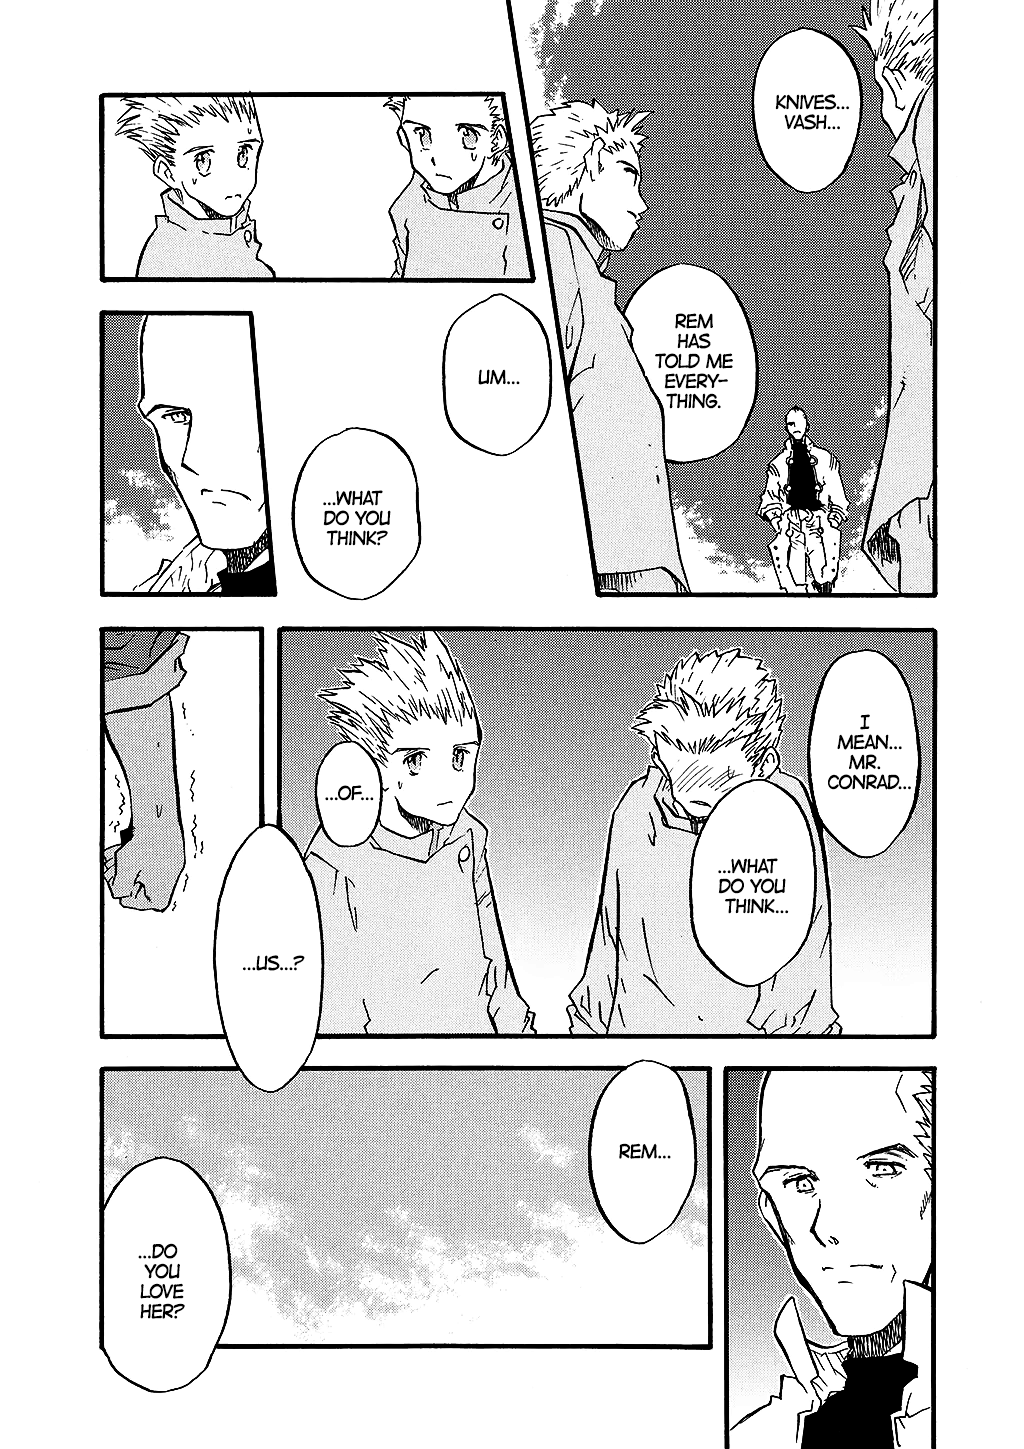 KNIVES...
VASH...
REM
HAS
TOLD ME
EVERY-
THING.
UM...
...WHAT
DO YOU
THINK?
I
MEAN...
MR.
CONRAD...
...WHAT
DO YOU
THINK...
...OF...
...US...?
REM...
...DO
YOU
LOVE
HER?